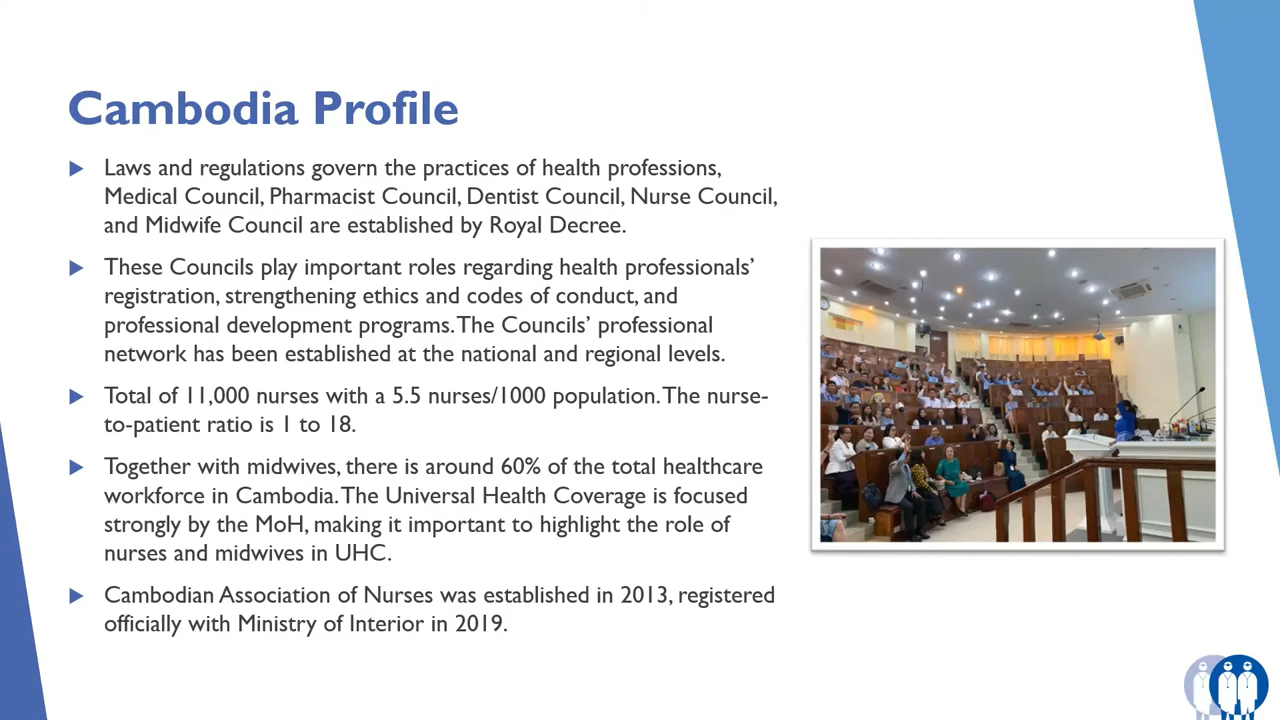 Cambodia Profile
Laws and regulations govern the practices of health professions,
Medical Council, Pharmacist Council, Dentist Council, Nurse Council,
and Midwife Council are established by Royal Decree.
These Councils play important roles regarding health professionals’
registration, strengthening ethics and codes of conduct, and
professional development programs. The Councils’ professional
network has been established at the national and regional levels.
Total of 11,000 nurses with a 5.5 nurses/1000 population. The nurse-
to-patient ratio is 1 to 18.
Together with midwives, there is around 60% of the total healthcare
workforce in Cambodia. The Universal Health Coverage is focused
strongly by the MoH, making it important to highlight the role of
nurses and midwives in UHC.
Cambodian Association of Nurses was established in 2013, registered
officially with Ministry of Interior in 2019.